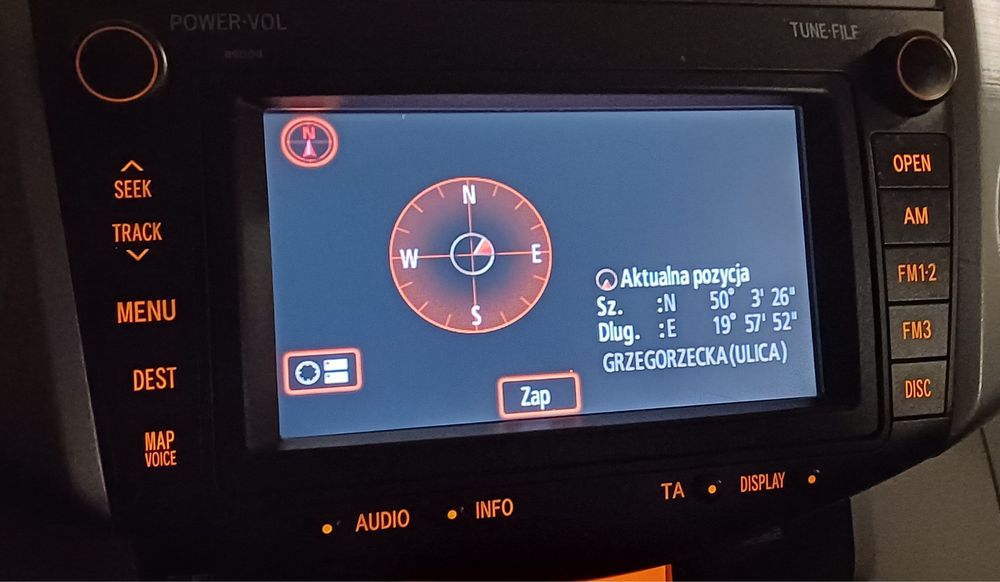 POWER·VOL
TUNE·FILE
SEEK
TRACK
MENU
DEST
MAP
VOICE
N
N
W
E
S
Aktualna pozycja
Sz. :N 50° 3' 26"
Dlug. :E 19° 57' 52"
GRZEGORZECKA(ULICA)
Zap
OPEN
AM
FM1·2
FM3
DISC
AUDIO
INFO
TA
DISPLAY